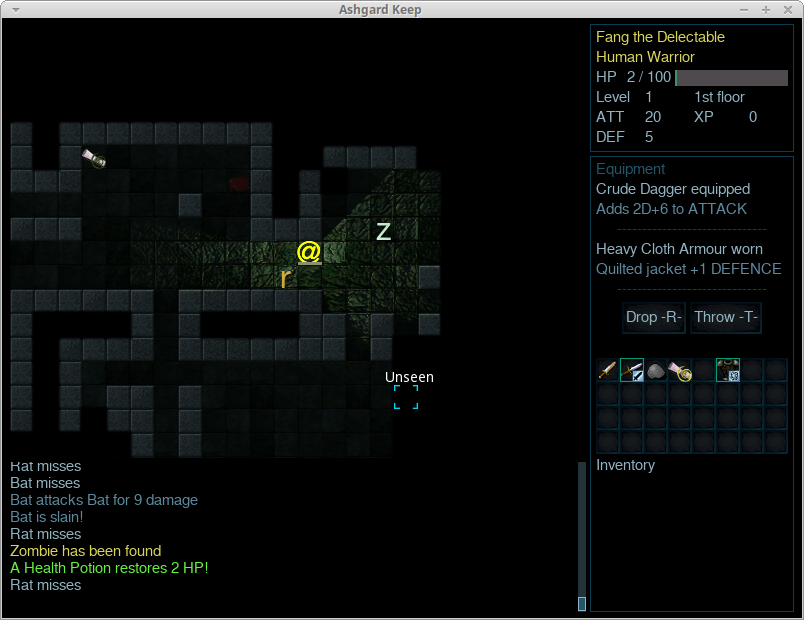 Ashgard Keep
Fang the Delectable
Human Warrior
HP 2 / 100
Level 1 1st floor
ATT 20 XP 0
DEF 5
Equipment
Crude Dagger equipped
Adds 2D+6 to ATTACK
Heavy Cloth Armour worn
Quilted jacket +1 DEFENCE
Drop -R- Throw -T-
Inventory
z
@
r
Unseen
Rat misses
Bat misses
Bat attacks Bat for 9 damage
Bat is slain!
Rat misses
Zombie has been found
A Health Potion restores 2 HP!
Rat misses